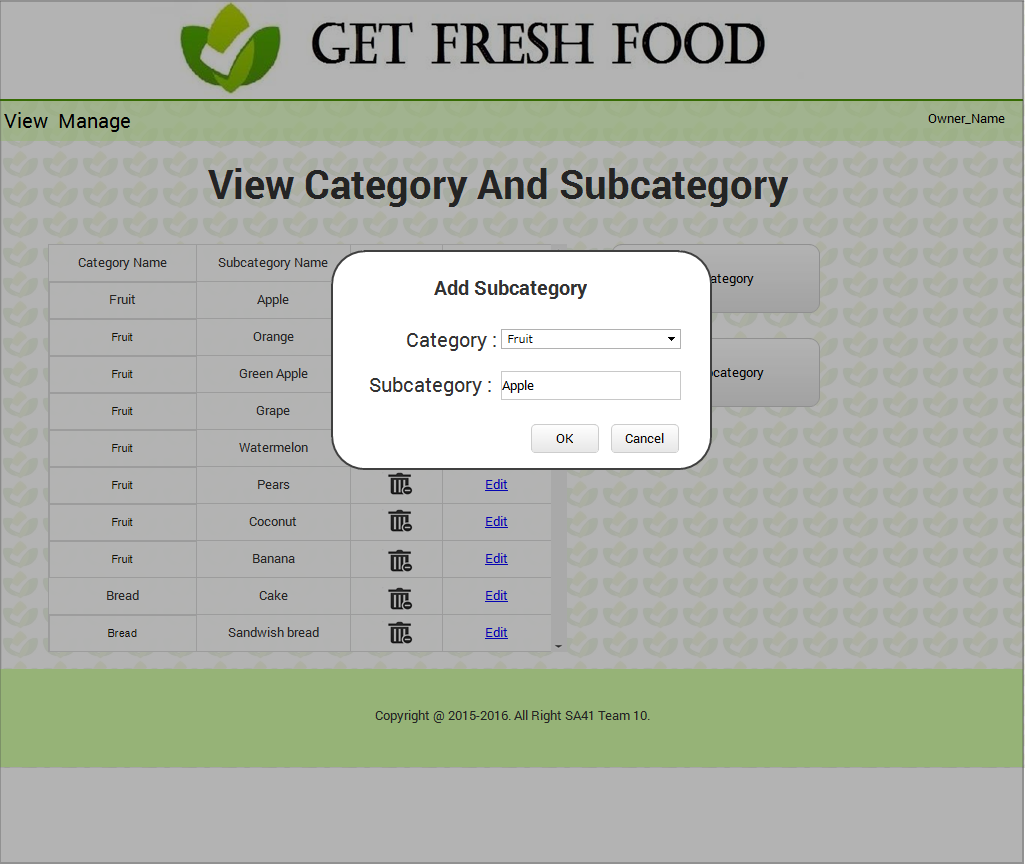 GET FRESH FOOD
View Manage
Owner_Name
View Category And Subcategory
Category Name Subcategory Name
Fruit Apple
Fruit Orange
Fruit Green Apple
Fruit Grape
Fruit Watermelon
Fruit Pears Edit
Fruit Coconut Edit
Fruit Banana Edit
Bread Cake Edit
Bread Sandwish bread Edit
Add Subcategory
Category : Fruit
Subcategory : Apple
OK Cancel
ategory
category
Copyright @ 2015-2016. All Right SA41 Team 10.